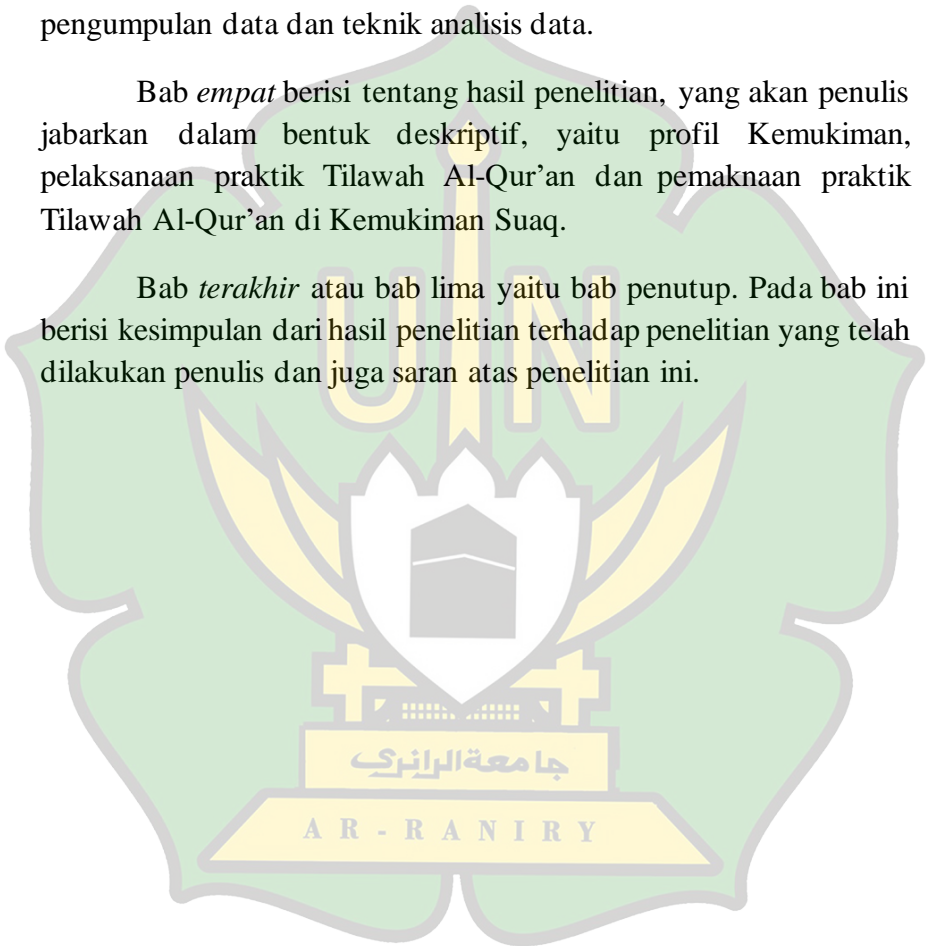 pengumpulan data dan teknik analisis data.
Bab empat berisi tentang hasil penelitian, yang akan penulis
jabarkan dalam bentuk deskriptif, yaitu profil Kemukiman,
pelaksanaan praktik Tilawah Al-Qur’an dan pemaknaan praktik
Tilawah Al-Qur’an di Kemukiman Suaq.
Bab terakhir atau bab lima yaitu bab penutup. Pada bab ini
berisi kesimpulan dari hasil penelitian terhadap penelitian yang telah
dilakukan penulis dan juga saran atas penelitian ini.
UIN
جامعةالرانري
AR-RANIRY